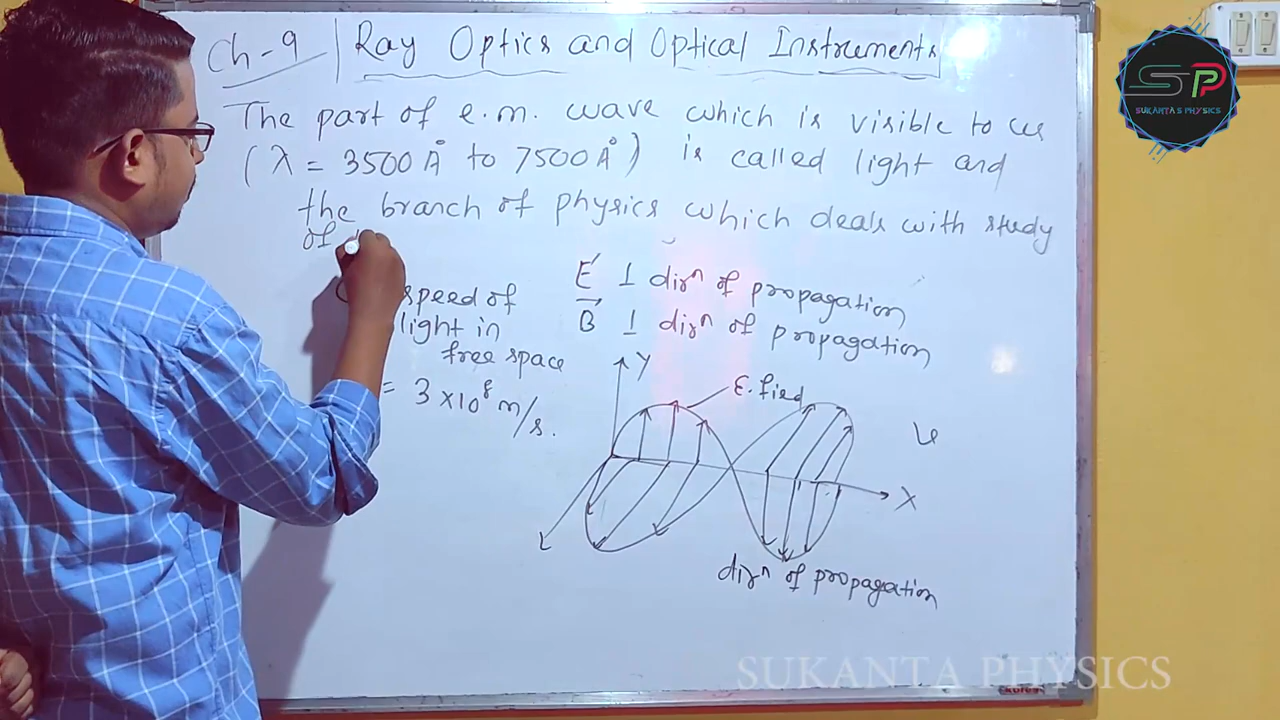 Ch-9 | Ray Optics and Optical Instruments
The part of e.m. wave which is visible to us
(λ = 3500 A° to 7500 A°) is called light and
the branch of physics which deals with study
of
speed of
light in
free space
= 3 × 10⁸ m/s.
E ⊥ dirⁿ of propagation
B⃗ ⊥ dirⁿ of propagation
Y
E. fied
X
dirⁿ of propagation
SP
SUKANTA'S PHYSICS
SUKANTA PHYSICS